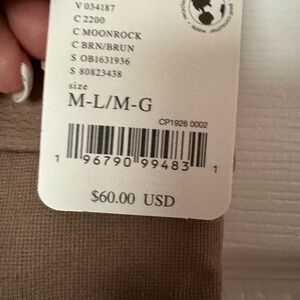 V 034187
C 2200
C MOONROCK
C BRN/BRUN
S OB1631936
S 80823438
size
M-L/M-G
CP1926 0002
1 96790 99483 1
$60.00 USD